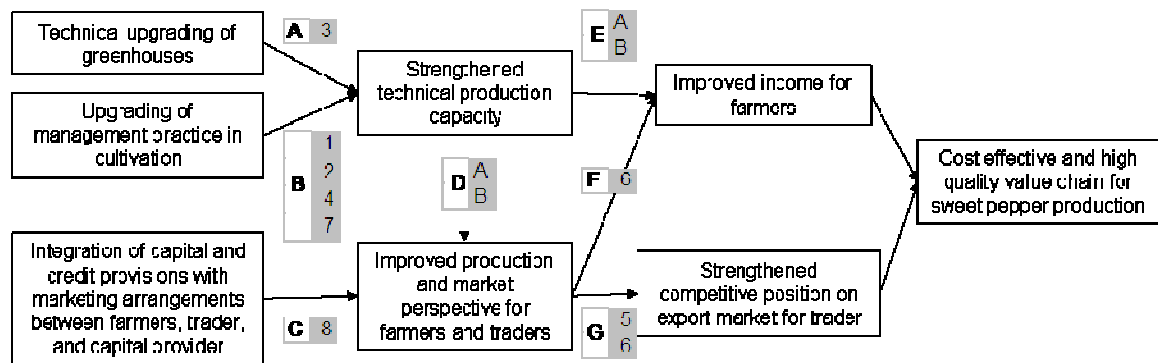 Technical upgrading of
greenhouses
A 3
Upgrading of
management practice in
cultivation
B
1
2
4
7
Integration of capital and
credit provisions with
marketing arrangements
between farmers, trader,
and capital provider
C 8
Strengthened
technical production
capacity
D
A
B
Improved production
and market
perspective for
farmers and traders
E
A
B
F 6
G
5
6
Improved income for
farmers
Strengthened
competitive position on
export market for trader
Cost effective and high
quality value chain for
sweet pepper production